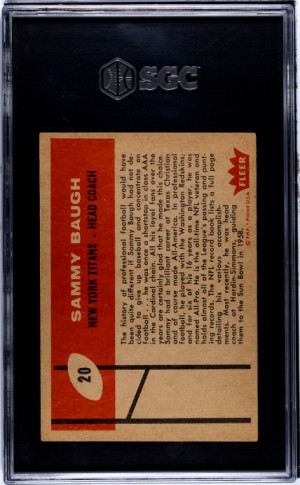 SGC
20
SAMMY BAUGH
NEW YORK TITANS - HEAD COACH
The history of professional football would have
been quite different if Sammy Baugh had not de-
cided to give up baseball and concentrate on
football. He was once a shortstop in class AAA
in the Cardinal chain. All his loyal fans over the
years are certainly glad that he made this choice.
Sammy had a brilliant career at Texas Christian
and of course made All-America. In professional
football, he played with the Washington Redskins;
and for six of his 16 years as a player, he was
named All-Pro. He is the all-time NFL veteran and
holds almost all of the League's passing and punt-
ing records. The NFL record book lists a full page
detailing his various accomplish-
ments. Most recently he was
coach at Hardin-Simmons, guiding
them to the Sun Bowl in 1958.
FLEER